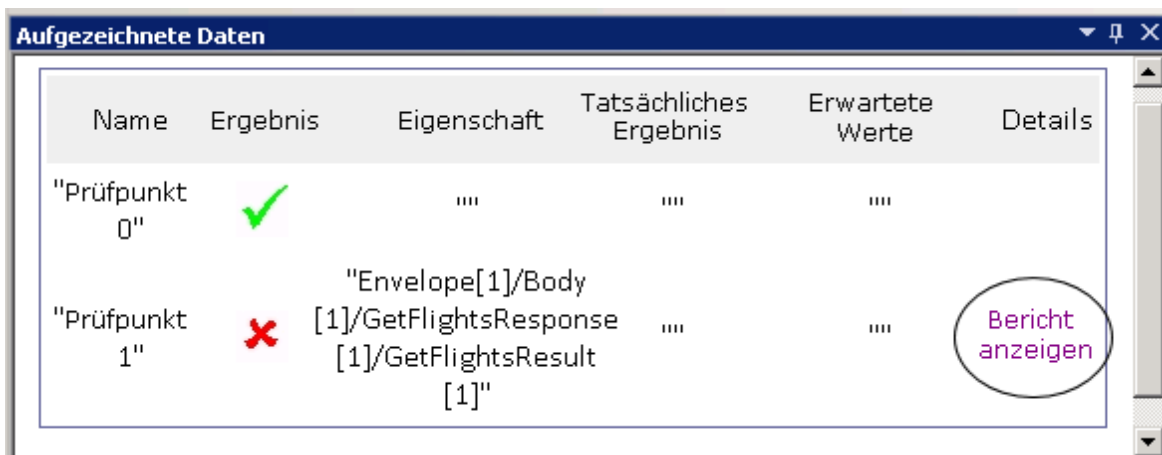 Aufgezeichnete Daten
Name Ergebnis Eigenschaft Tatsächliches Ergebnis Erwartete Werte Details
"Prüfpunkt 0" "" "" ""
"Prüfpunkt 1" "Envelope[1]/Body
[1]/GetFlightsResponse
[1]/GetFlightsResult
[1]" "" "" Bericht anzeigen